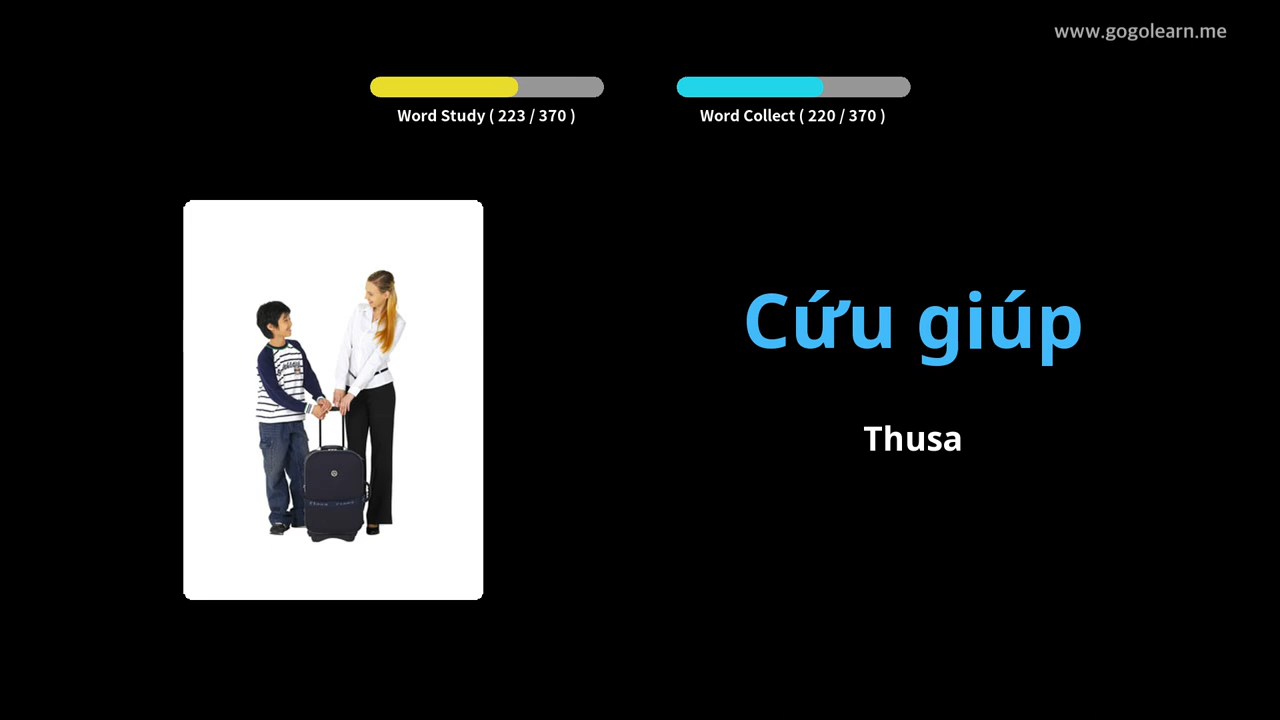 www.gogolearn.me
Word Study ( 223 / 370 )
Word Collect ( 220 / 370 )
Cứu giúp
Thusa